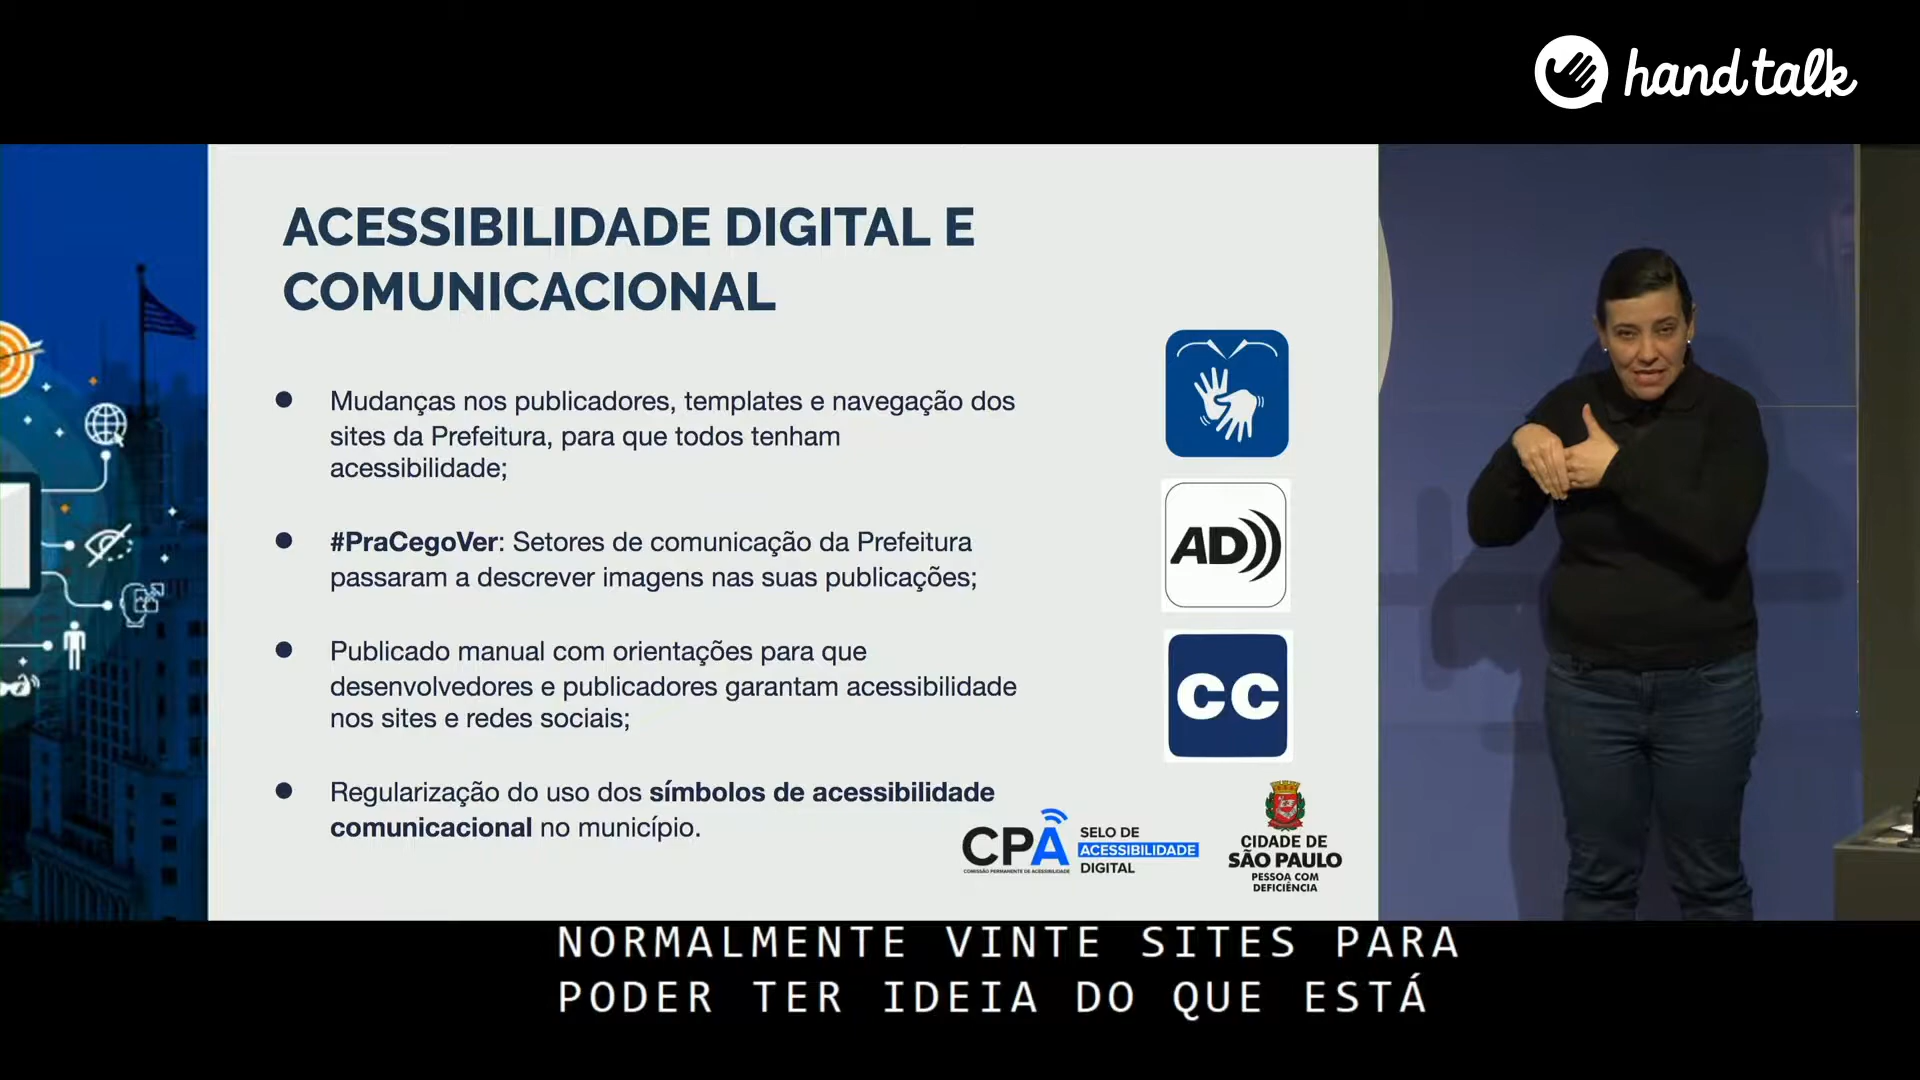 hand talk
ACESSIBILIDADE DIGITAL E
COMUNICACIONAL
Mudanças nos publicadores, templates e navegação dos
sites da Prefeitura, para que todos tenham
acessibilidade;
#PraCegoVer: Setores de comunicação da Prefeitura
passaram a descrever imagens nas suas publicações;
Publicado manual com orientações para que
desenvolvedores e publicadores garantam acessibilidade
nos sites e redes sociais;
Regularização do uso dos símbolos de acessibilidade
comunicacional no município.
AD
CC
CPA
COMISSÃO PERMANENTE DE ACESSIBILIDADE
SELO DE
ACESSIBILIDADE
DIGITAL
CIDADE DE
SÃO PAULO
PESSOA COM
DEFICIÊNCIA
NORMALMENTE VINTE SITES PARA
PODER TER IDEIA DO QUE ESTÁ